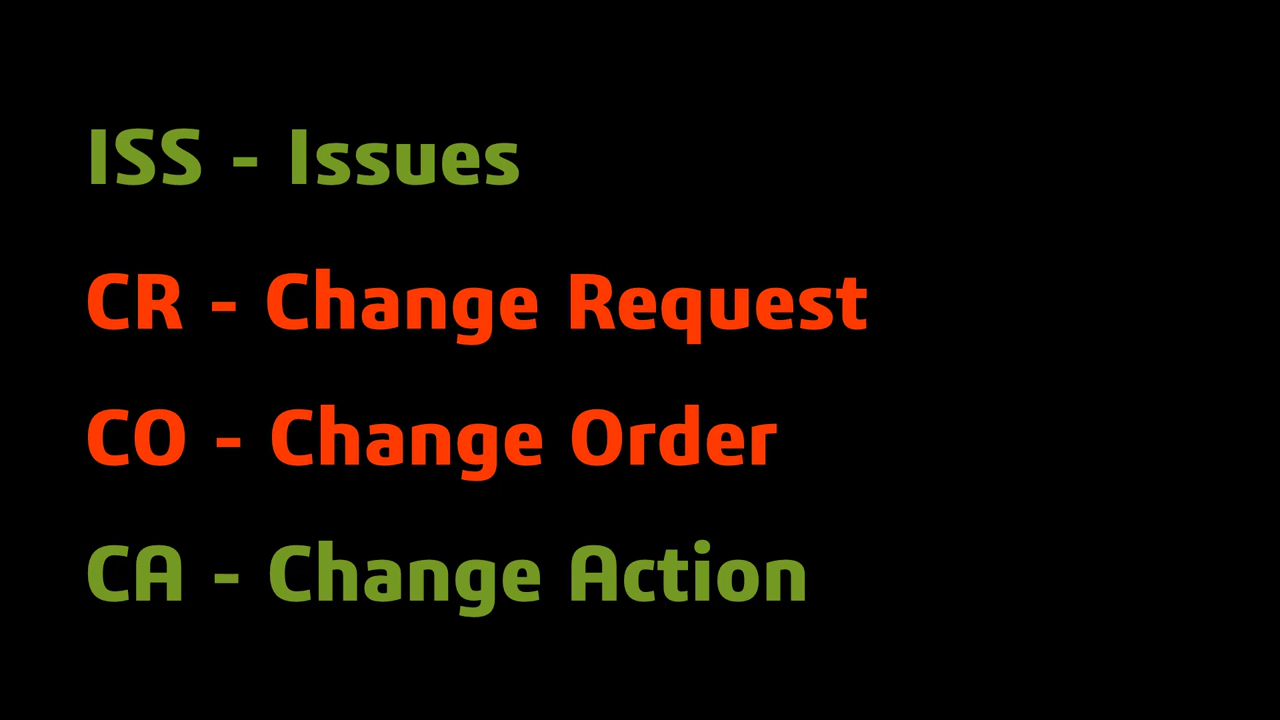 ISS - Issues
CR - Change Request
CO - Change Order
CA - Change Action